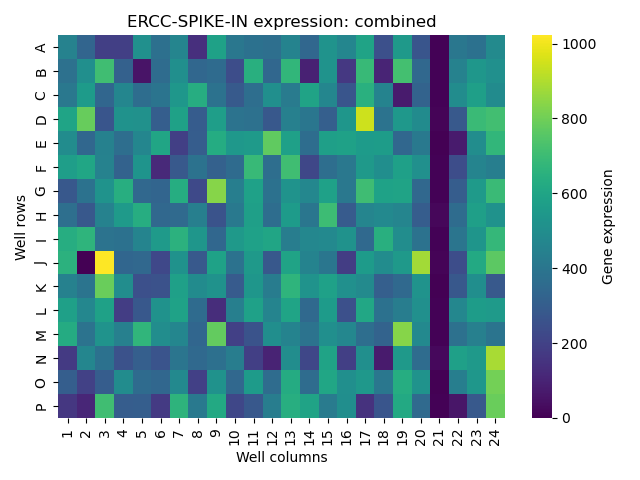 ERCC-SPIKE-IN expression: combined
Well rows
A
B
C
D
E
F
G
H
I
J
K
L
M
N
O
P
1 2 3 4 5 6 7 8 9 10 11 12 13 14 15 16 17 18 19 20 21 22 23 24
Well columns
1000
800
600
400
200
0
Gene expression